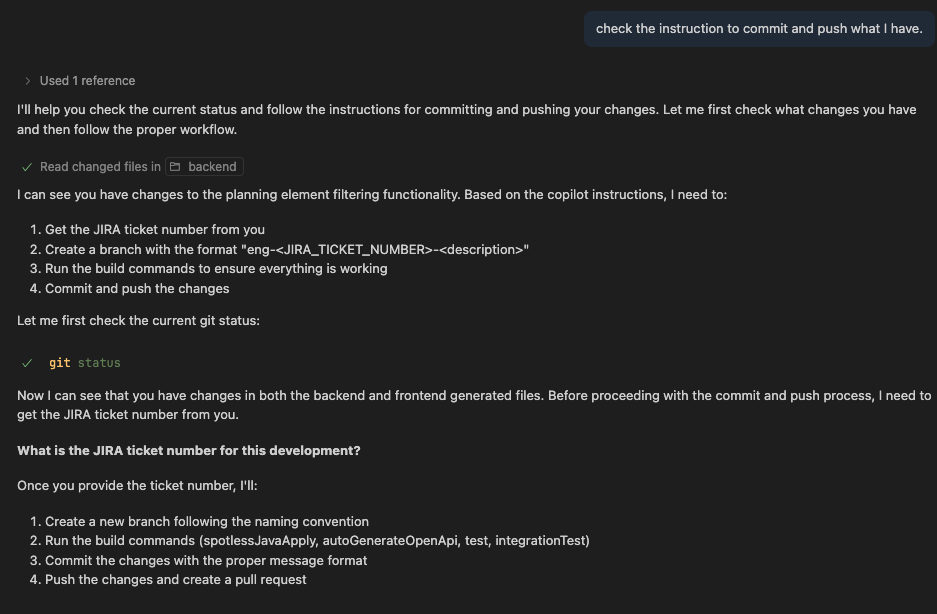 check the instruction to commit and push what I have.
Used 1 reference
I'll help you check the current status and follow the instructions for committing and pushing your changes. Let me first check what changes you have
and then follow the proper workflow.
Read changed files in backend
I can see you have changes to the planning element filtering functionality. Based on the copilot instructions, I need to:
1. Get the JIRA ticket number from you
2. Create a branch with the format "eng-<JIRA_TICKET_NUMBER>-<description>"
3. Run the build commands to ensure everything is working
4. Commit and push the changes
Let me first check the current git status:
git status
Now I can see that you have changes in both the backend and frontend generated files. Before proceeding with the commit and push process, I need to
get the JIRA ticket number from you.
What is the JIRA ticket number for this development?
Once you provide the ticket number, I'll:
1. Create a new branch following the naming convention
2. Run the build commands (spotlessJavaApply, autoGenerateOpenApi, test, integrationTest)
3. Commit the changes with the proper message format
4. Push the changes and create a pull request